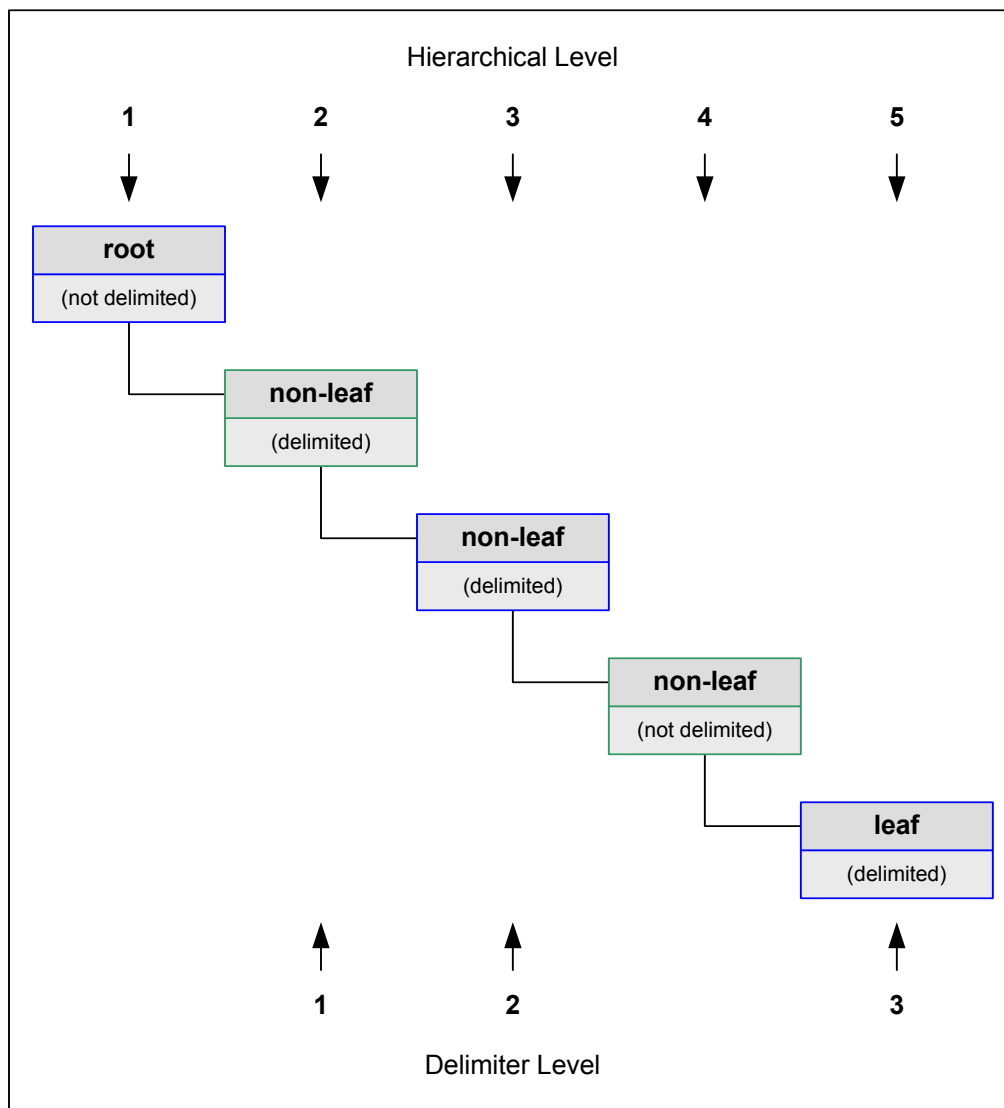 Hierarchical Level
1 2 3 4 5
root
(not delimited)
non-leaf
(delimited)
non-leaf
(delimited)
non-leaf
(not delimited)
leaf
(delimited)
1 2 3
Delimiter Level